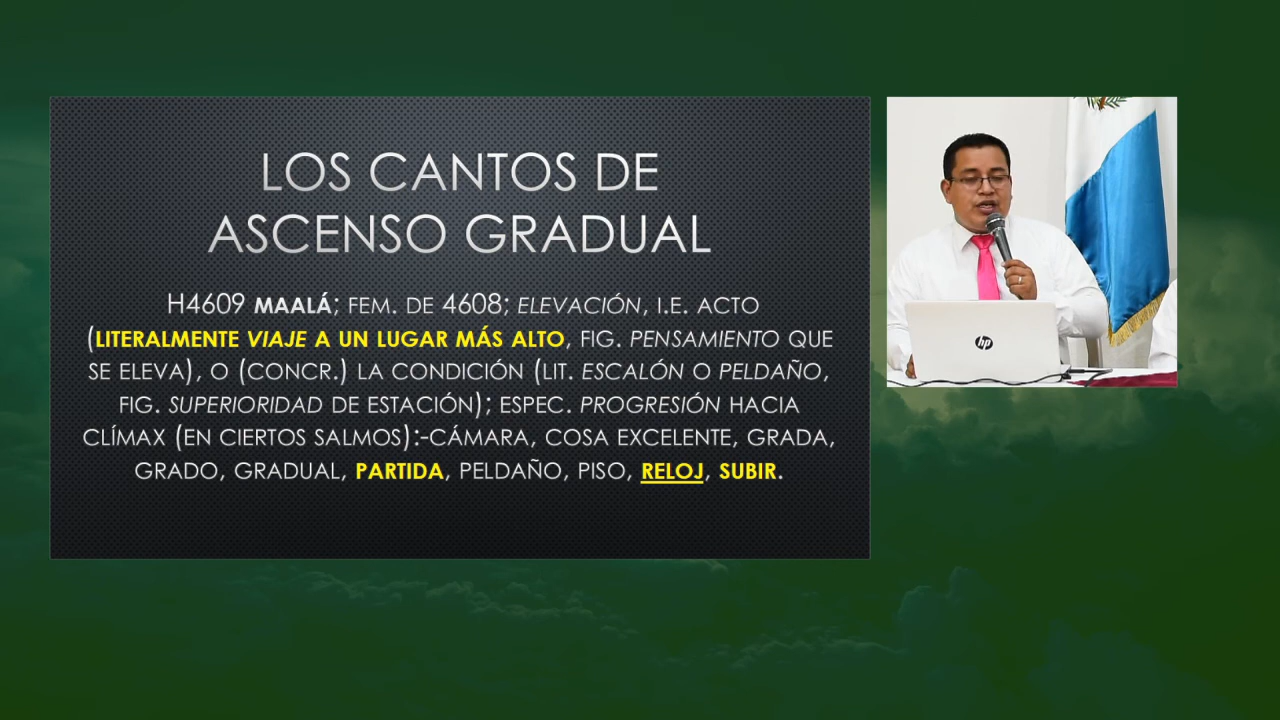 LOS CANTOS DE
ASCENSO GRADUAL
H4609 MAALÁ; FEM. DE 4608; ELEVACIÓN, I.E. ACTO
(LITERALMENTE VIAJE A UN LUGAR MÁS ALTO, FIG. PENSAMIENTO QUE
SE ELEVA), O (CONCR.) LA CONDICIÓN (LIT. ESCALÓN O PELDAÑO,
FIG. SUPERIORIDAD DE ESTACIÓN); ESPEC. PROGRESIÓN HACIA
CLÍMAX (EN CIERTOS SALMOS):-CÁMARA, COSA EXCELENTE, GRADA,
GRADO, GRADUAL, PARTIDA, PELDAÑO, PISO, RELOJ, SUBIR.
hp